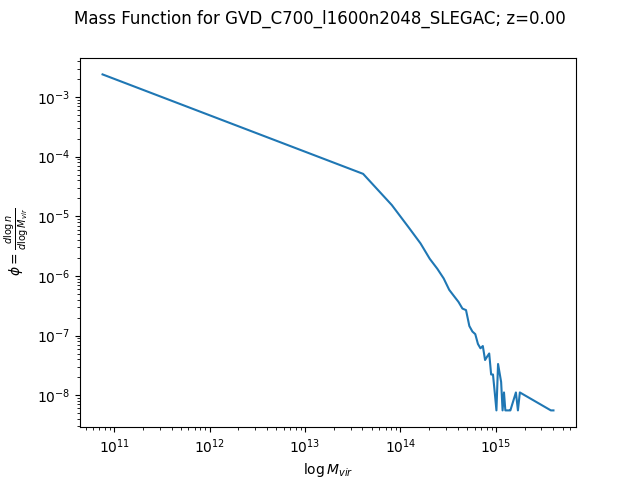 Mass Function for GVD_C700_l1600n2048_SLEGAC; z=0.00
ϕ = d log n / d log M_vir
10⁻³
10⁻⁴
10⁻⁵
10⁻⁶
10⁻⁷
10⁻⁸
10¹¹ 10¹² 10¹³ 10¹⁴ 10¹⁵
log M_vir